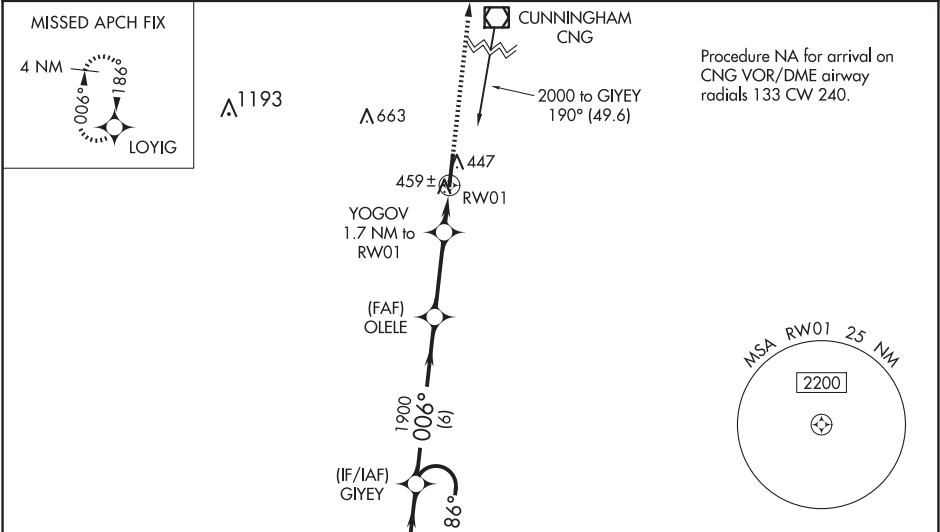 MISSED APCH FIX
4 NM
006°
186°
LOYIG
1193
663
CUNNINGHAM
CNG
2000 to GIYEY
190° (49.6)
Procedure NA for arrival on
CNG VOR/DME airway
radials 133 CW 240.
447
459 ±
RW01
YOGOV
1.7 NM to
RW01
(FAF)
OLELE
1900
006°
(6)
(IF/IAF)
GIYEY
86°
MSA RW01 25 NM
2200